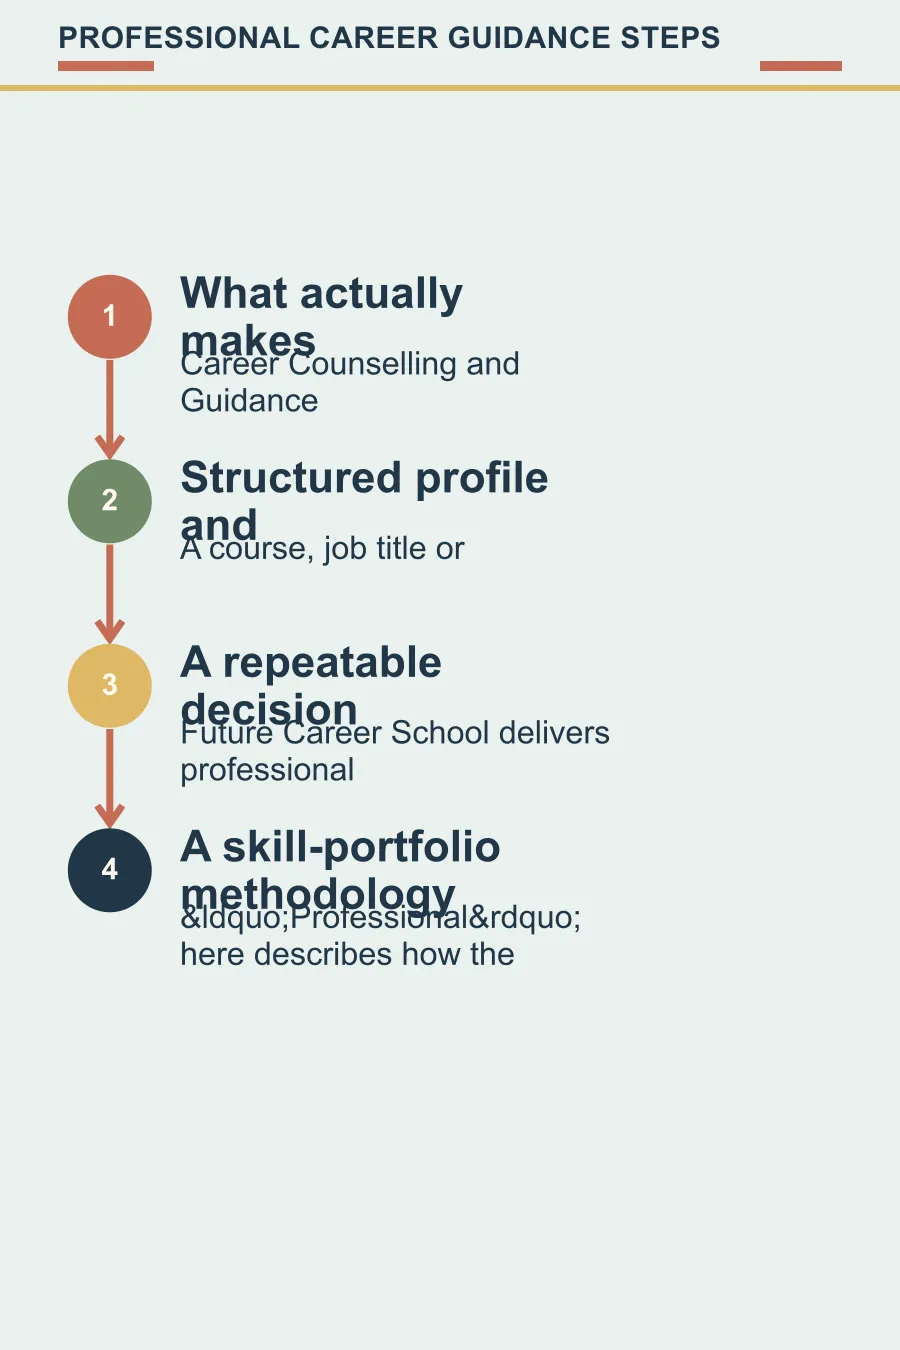 PROFESSIONAL CAREER GUIDANCE STEPS
1
What actually
makes
Career Counselling and
Guidance
2
Structured profile
and
A course, job title or
3
A repeatable
decision
Future Career School delivers
professional
4
A skill-portfolio
methodology
&ldquo;Professional&rdquo;
here describes how the